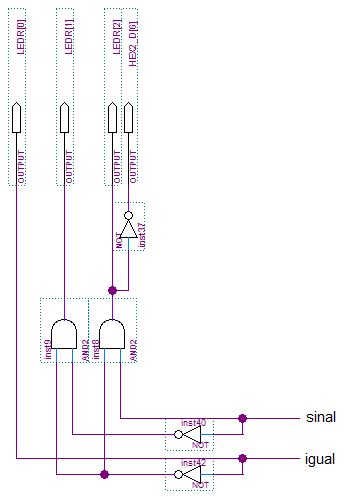 LEDR[0]
LEDR[1]
LEDR[2]
HEX2_D[6]
OUTPUT
OUTPUT
OUTPUT
OUTPUT
NOT
inst37
inst9
AND2
inst8
AND2
sinal
inst40
NOT
igual
inst42
NOT